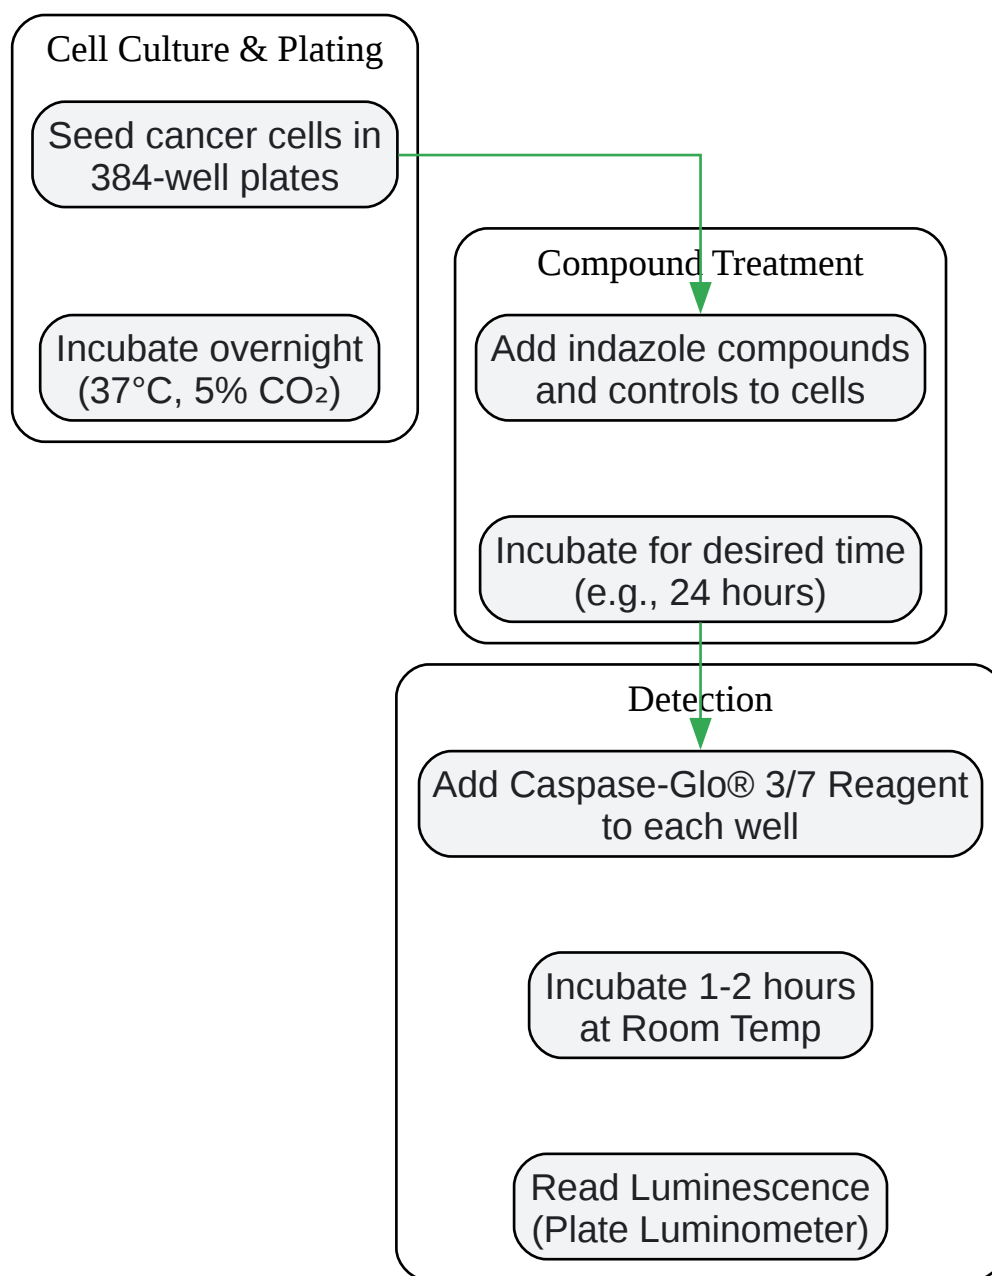 Cell Culture & Plating
Seed cancer cells in
384-well plates
Incubate overnight
(37°C, 5% CO₂)
Compound Treatment
Add indazole compounds
and controls to cells
Incubate for desired time
(e.g., 24 hours)
Detection
Add Caspase-Glo® 3/7 Reagent
to each well
Incubate 1-2 hours
at Room Temp
Read Luminescence
(Plate Luminometer)